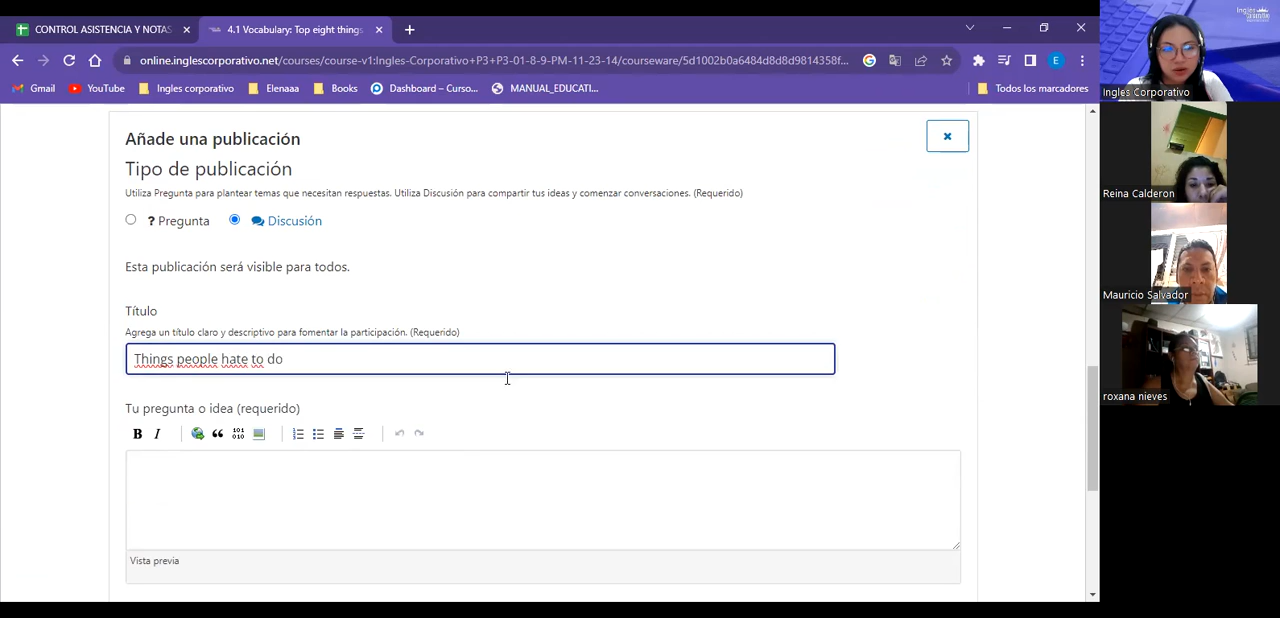 CONTROL ASISTENCIA Y NOTAS
4.1 Vocabulary: Top eight things
online.inglescorporativo.net/courses/course-v1:Ingles-Corporativo+P3+P3-01-8-9-PM-11-23-14/courseware/5d1002b0a6484d8d8d9814358f...
E
Gmail
YouTube
Ingles corporativo
Elenaaa
Books
Dashboard – Curso...
MANUAL_EDUCATI...
Todos los marcadores
Añade una publicación
Tipo de publicación
Utiliza Pregunta para plantear temas que necesitan respuestas. Utiliza Discusión para compartir tus ideas y comenzar conversaciones. (Requerido)
? Pregunta
Discusión
Esta publicación será visible para todos.
Título
Agrega un título claro y descriptivo para fomentar la participación. (Requerido)
Things people hate to do
Tu pregunta o idea (requerido)
B I
Vista previa
Ingles Corporativo
Reina Calderon
Mauricio Salvador
roxana nieves